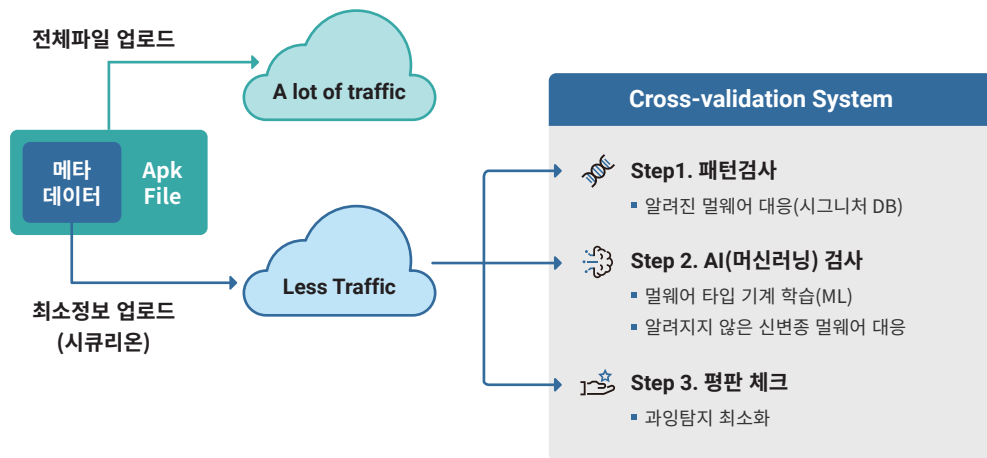 전체파일 업로드
A lot of traffic
메타
데이터
Apk
File
Less Traffic
최소정보 업로드
(시큐리온)
Cross-validation System
Step1. 패턴검사
▪ 알려진 멀웨어 대응(시그니처 DB)
Step 2. AI(머신러닝) 검사
▪ 멀웨어 타입 기계 학습(ML)
▪ 알려지지 않은 신변종 멀웨어 대응
Step 3. 평판 체크
▪ 과잉탐지 최소화